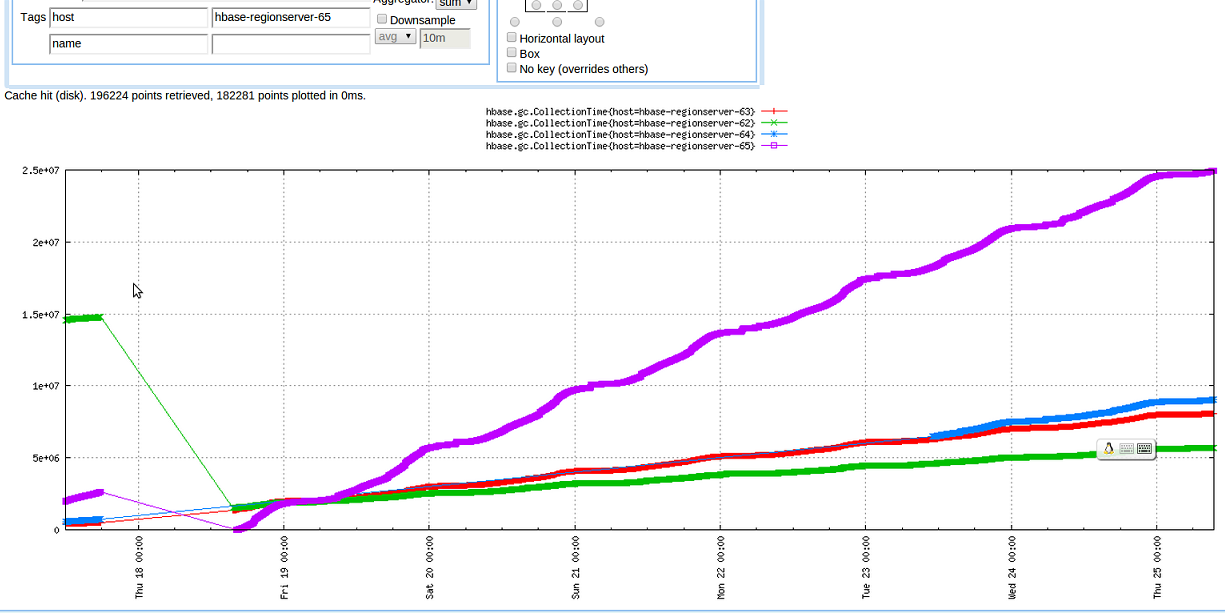 Aggregator: sum
Tags host hbase-regionserver-65 Downsample
avg 10m
name
Horizontal layout
Box
No key (overrides others)
Cache hit (disk). 196224 points retrieved, 182281 points plotted in 0ms.
hbase.gc.CollectionTime{host=hbase-regionserver-63}
hbase.gc.CollectionTime{host=hbase-regionserver-62}
hbase.gc.CollectionTime{host=hbase-regionserver-64}
hbase.gc.CollectionTime{host=hbase-regionserver-65}
2.5e+07
2e+07
1.5e+07
1e+07
5e+06
0
Thu 18 00:00
Fri 19 00:00
Sat 20 00:00
Sun 21 00:00
Mon 22 00:00
Tue 23 00:00
Wed 24 00:00
Thu 25 00:00